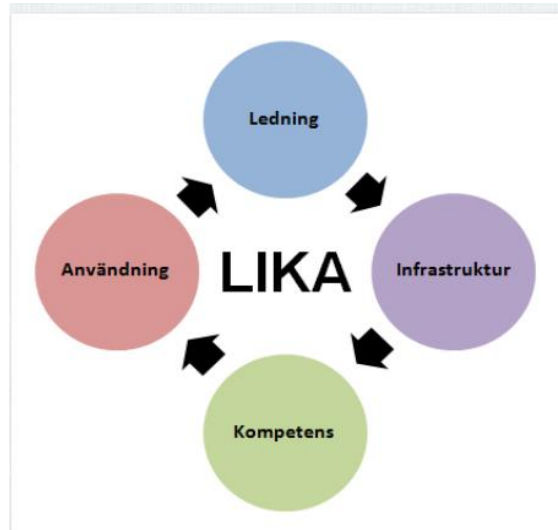 Ledning
Användning
LIKA
Infrastruktur
Kompetens